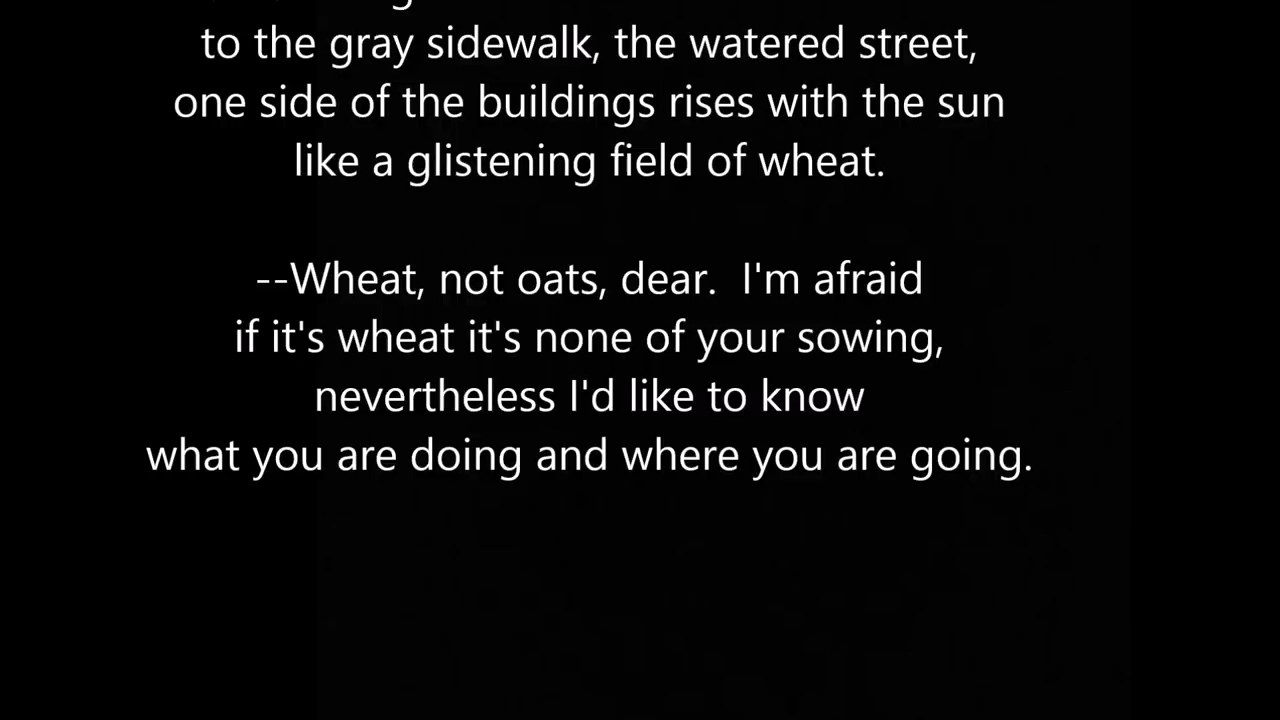 to the gray sidewalk, the watered street,
one side of the buildings rises with the sun
like a glistening field of wheat.
--Wheat, not oats, dear.  I'm afraid
if it's wheat it's none of your sowing,
nevertheless I'd like to know
what you are doing and where you are going.